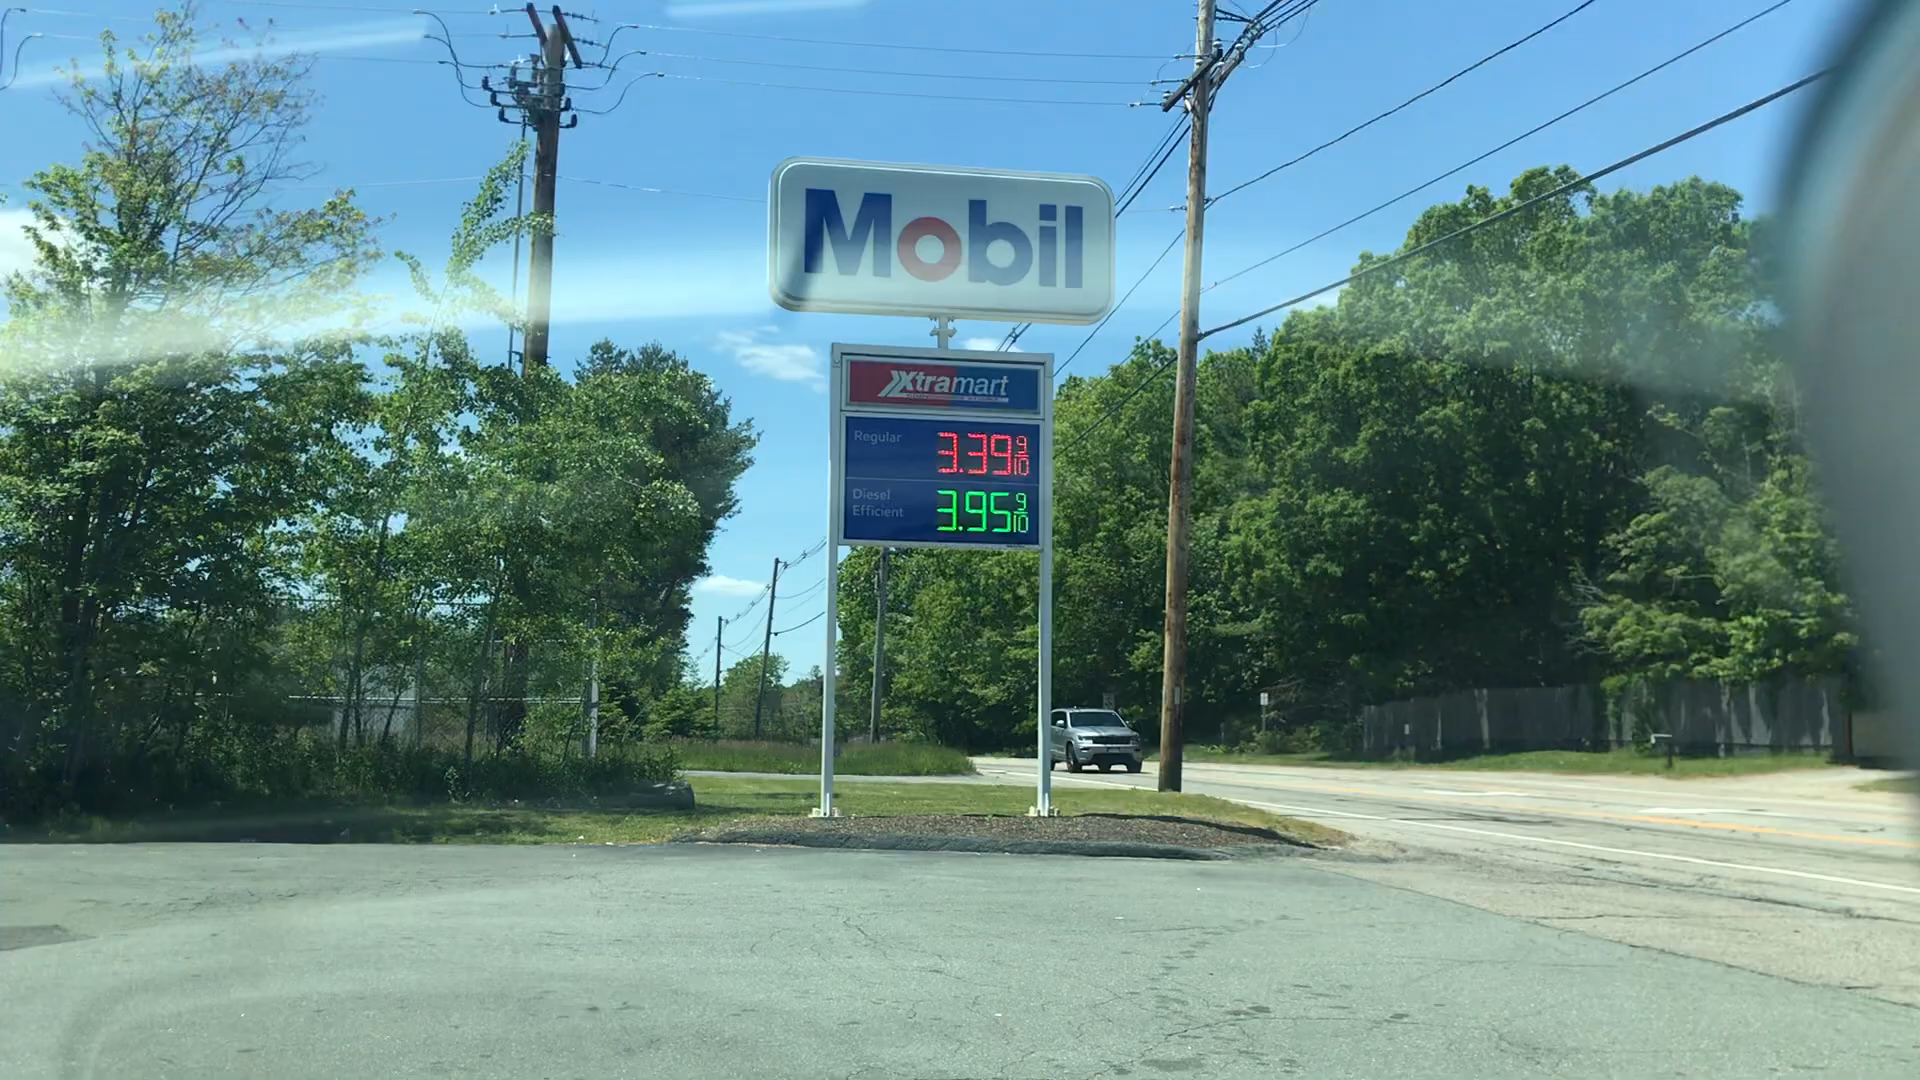 Mobil
Xtramart
Regular 3.39 9/10
Diesel
Efficient 3.95 9/10